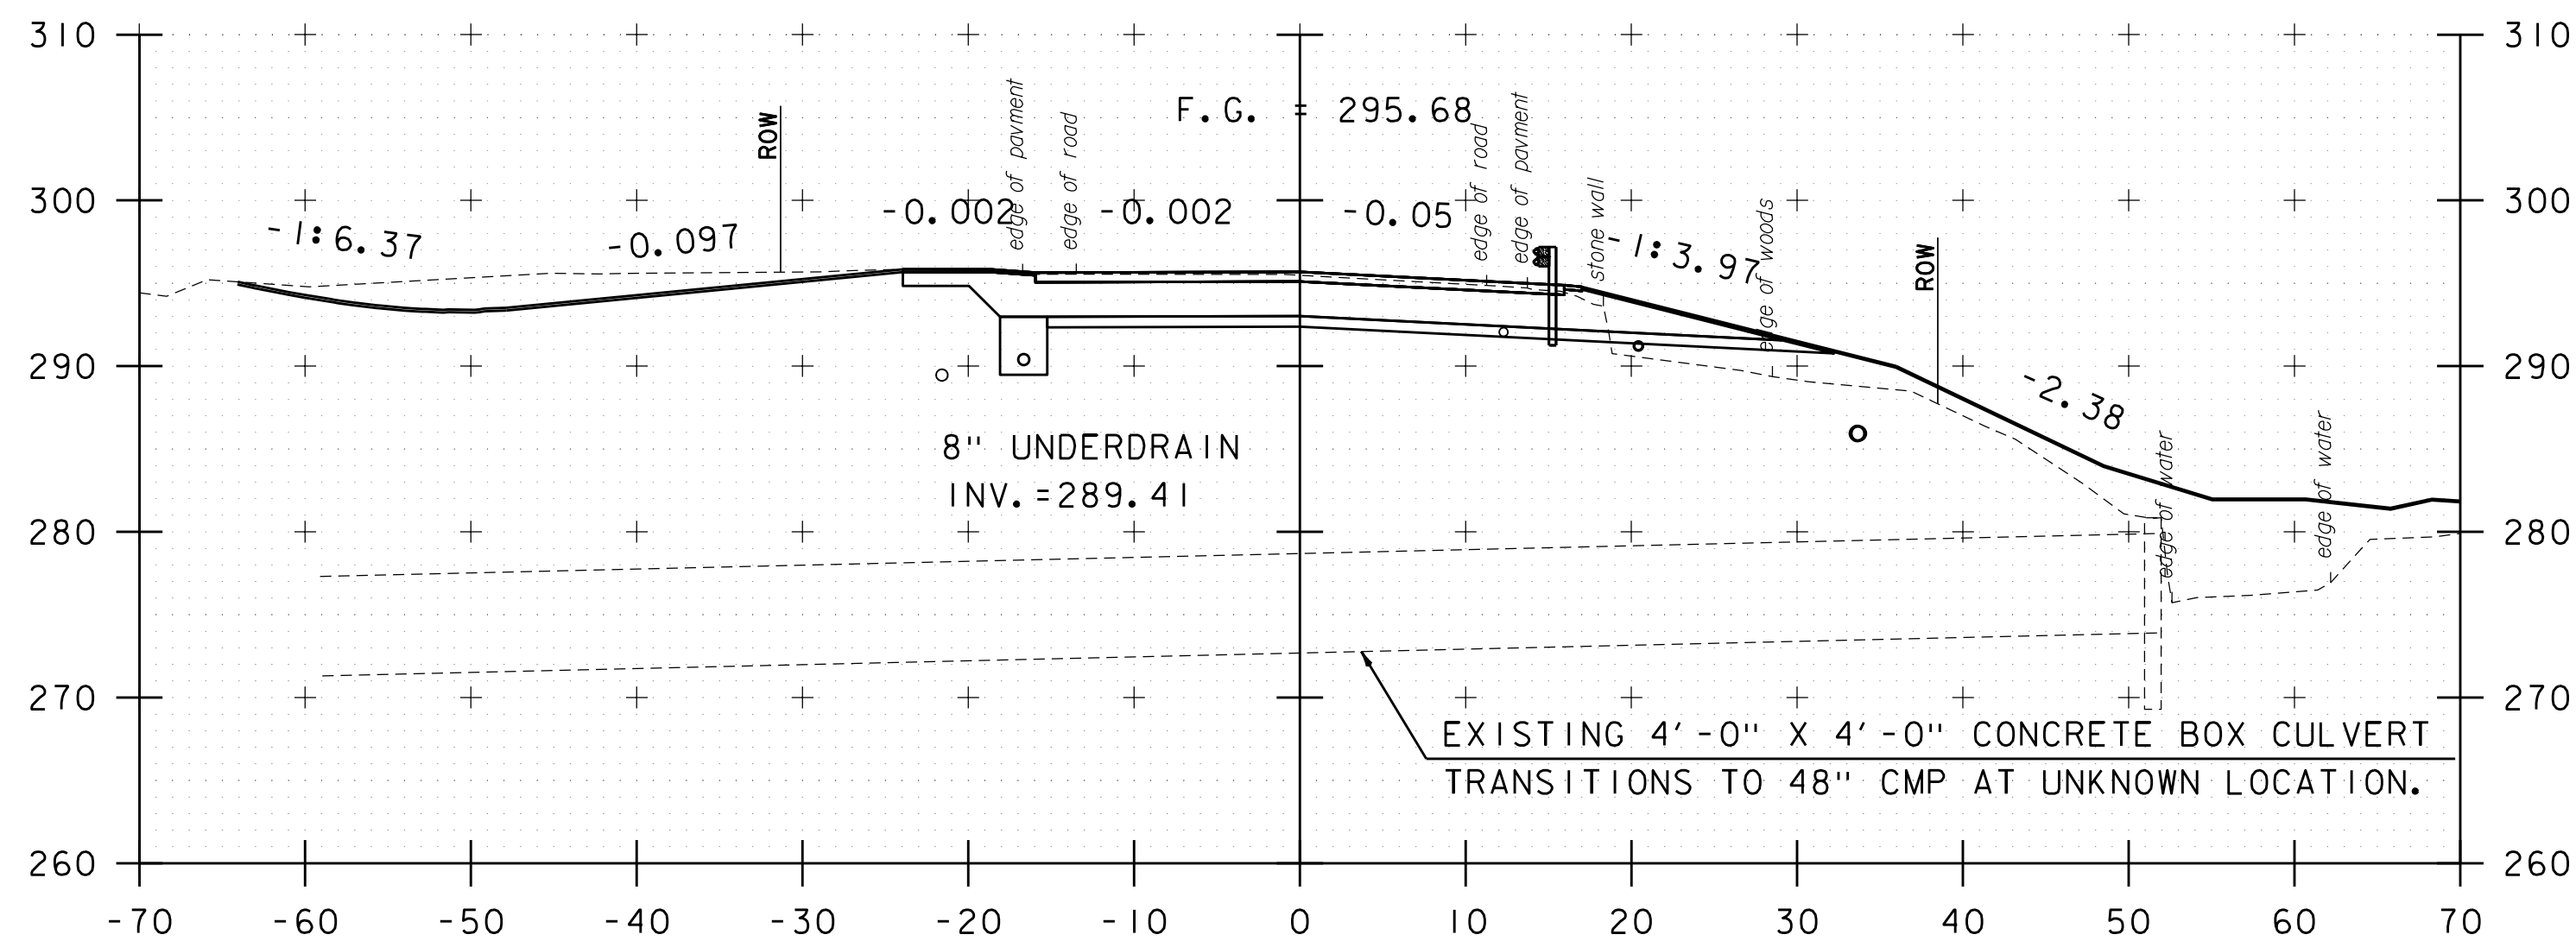 310
310
F.G. = 295.68
edge of pavment
edge of road
ROW
edge of road
edge of pavment
stone wall
edge of woods
ROW
300
-1:6.37
-0.097
-0.002
-0.002
-0.05
-1:3.97
300
290
-2.38
290
8" UNDERDRAIN
INV.=289.41
edge of water
edge of water
280
280
270
270
EXISTING 4'-0" X 4'-0" CONCRETE BOX CULVERT
TRANSITIONS TO 48" CMP AT UNKNOWN LOCATION.
260
260
-70 -60 -50 -40 -30 -20 -10 0 10 20 30 40 50 60 70